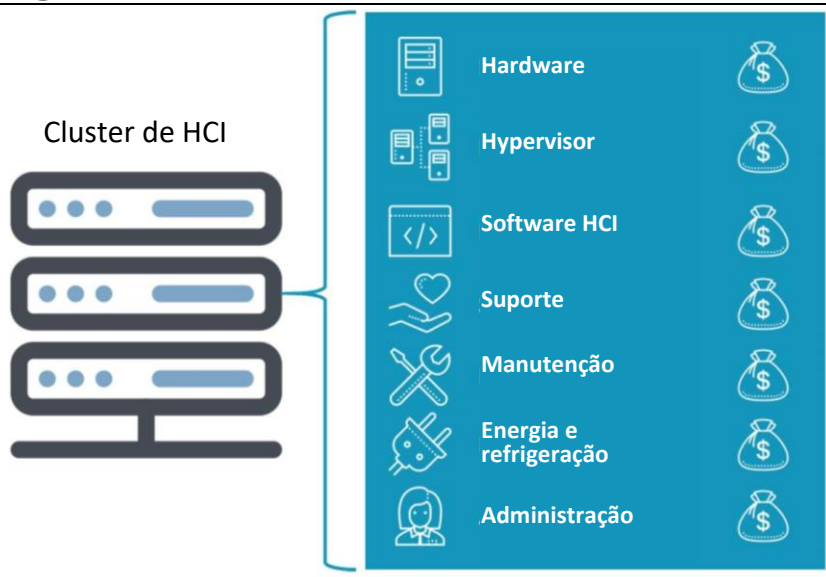 Cluster de HCI
Hardware
Hypervisor
Software HCI
Suporte
Manutenção
Energia e
refrigeração
Administração
$
$
$
$
$
$
$